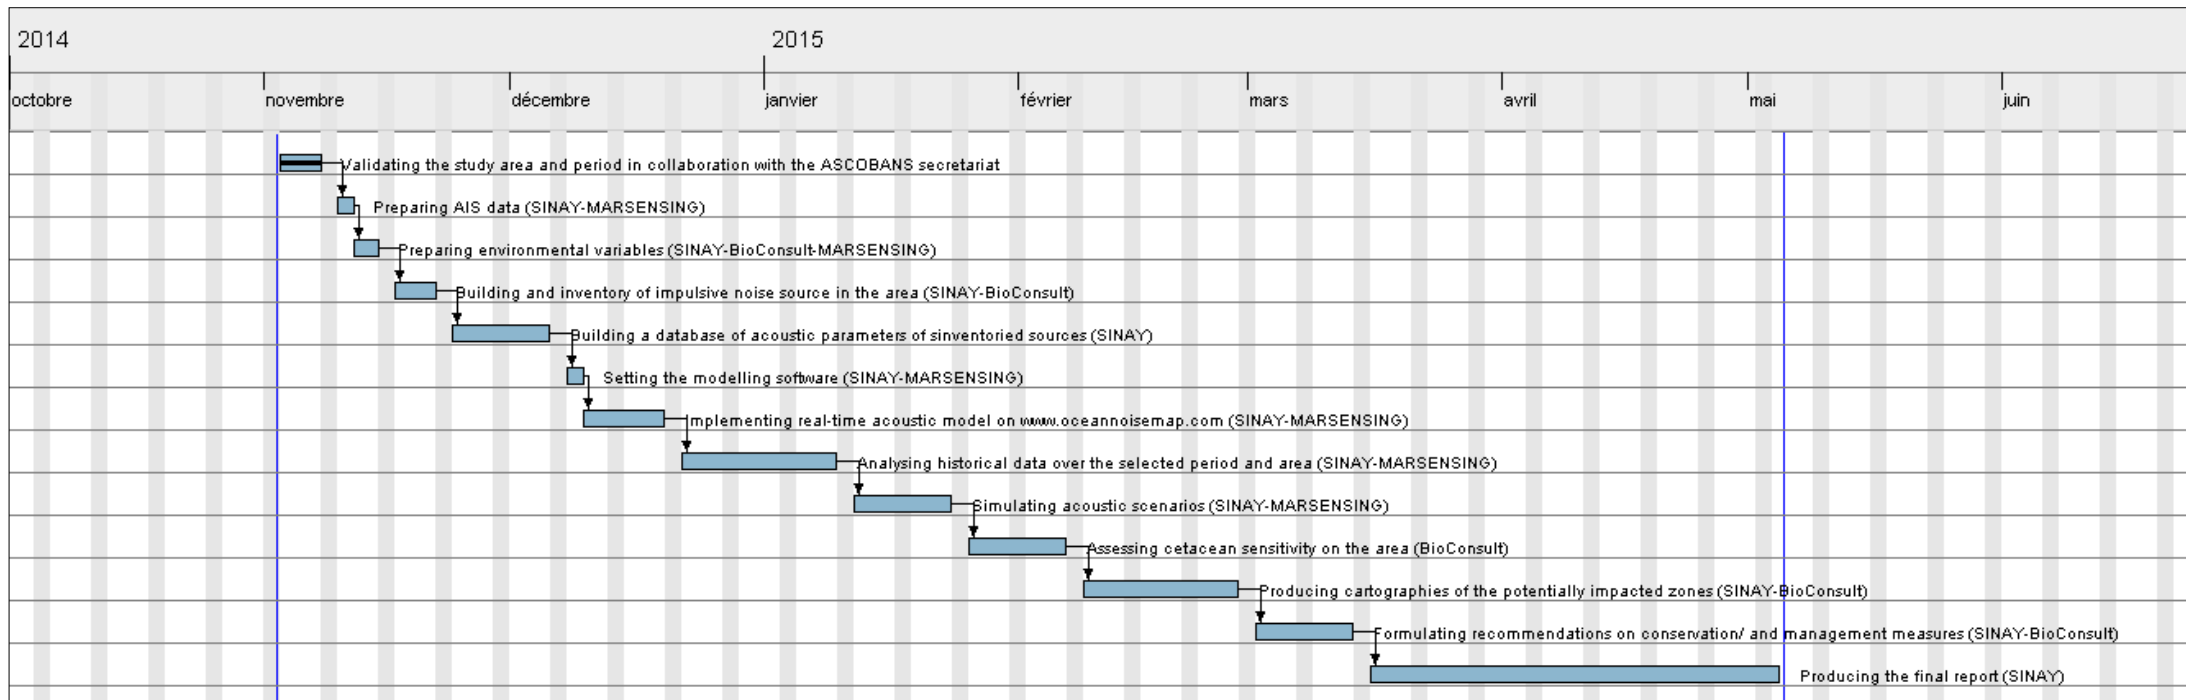 2014 2015
octobre novembre décembre janvier février mars avril mai juin
Validating the study area and period in collaboration with the ASCOBANS secretariat
Preparing AIS data (SINAY-MARSENSING)
Preparing environmental variables (SINAY-BioConsult-MARSENSING)
Building and inventory of impulsive noise source in the area (SINAY-BioConsult)
Building a database of acoustic parameters of sinventoried sources (SINAY)
Setting the modelling software (SINAY-MARSENSING)
Implementing real-time acoustic model on www.oceannoisemap.com (SINAY-MARSENSING)
Analysing historical data over the selected period and area (SINAY-MARSENSING)
Simulating acoustic scenarios (SINAY-MARSENSING)
Assessing cetacean sensitivity on the area (BioConsult)
Producing cartographies of the potentially impacted zones (SINAY-BioConsult)
Formulating recommendations on conservation/ and management measures (SINAY-BioConsult)
Producing the final report (SINAY)